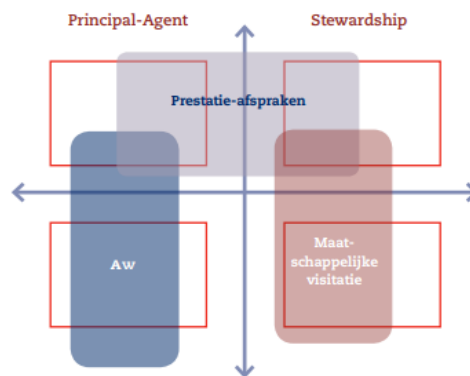 Principal-Agent
Stewardship
Prestatie-afspraken
Aw
Maat-
schappelijke
visitatie